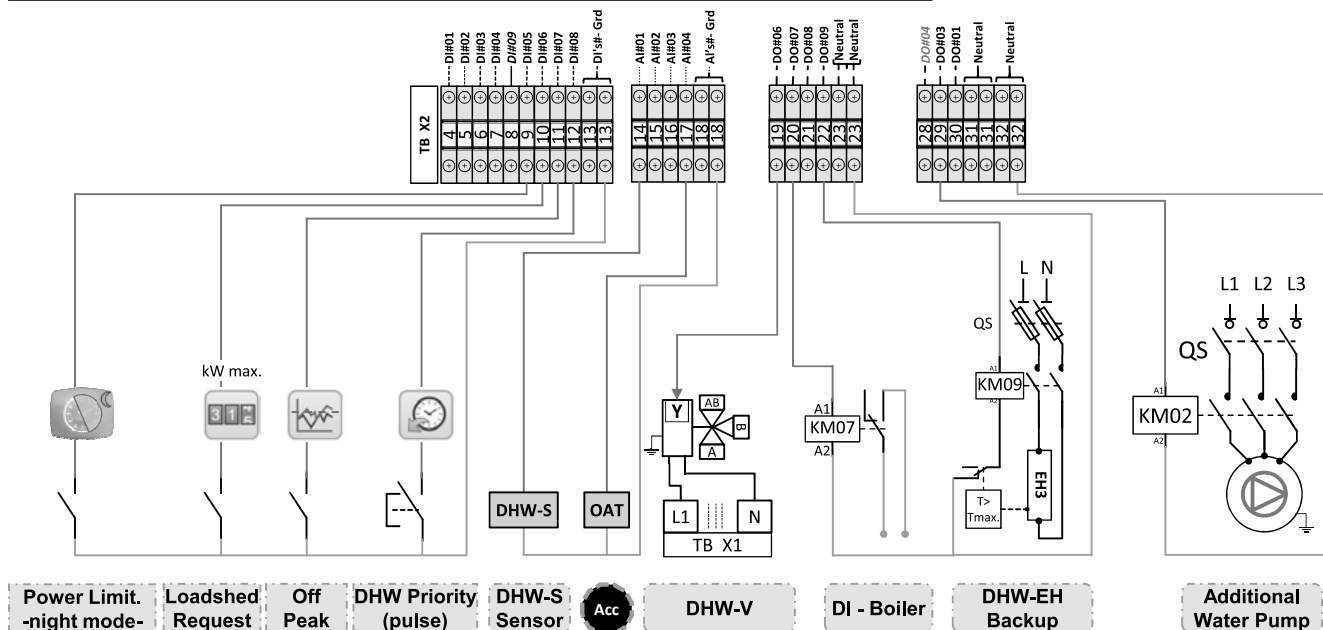 DI#01
DI#02
DI#03
DI#04
DI#09
DI#05
DI#06
DI#07
DI#08
DI's#- Grd
AI#01
AI#02
AI#03
AI#04
AI's#- Grd
DO#06
DO#07
DO#08
DO#09
Neutral
Neutral
DO#04
DO#03
DO#01
Neutral
Neutral
TB X2
4 5 6 7 8 9 10 11 12 13 13
14 15 16 17 18 18
19 20 21 22 23 23
28 29 30 31 31 32 32
L N
QS
L1 L2 L3
QS
kW max.
3 1
Y
AB
B
A
A1
KM07
A2
A1
KM09
A2
A1
KM02
A2
EH3
T>
Tmax.
DHW-S
OAT
L1
N
TB X1
Power Limit.
-night mode-
Loadshed
Request
Off
Peak
DHW Priority
(pulse)
DHW-S
Sensor
Acc
DHW-V
DI - Boiler
DHW-EH
Backup
Additional
Water Pump